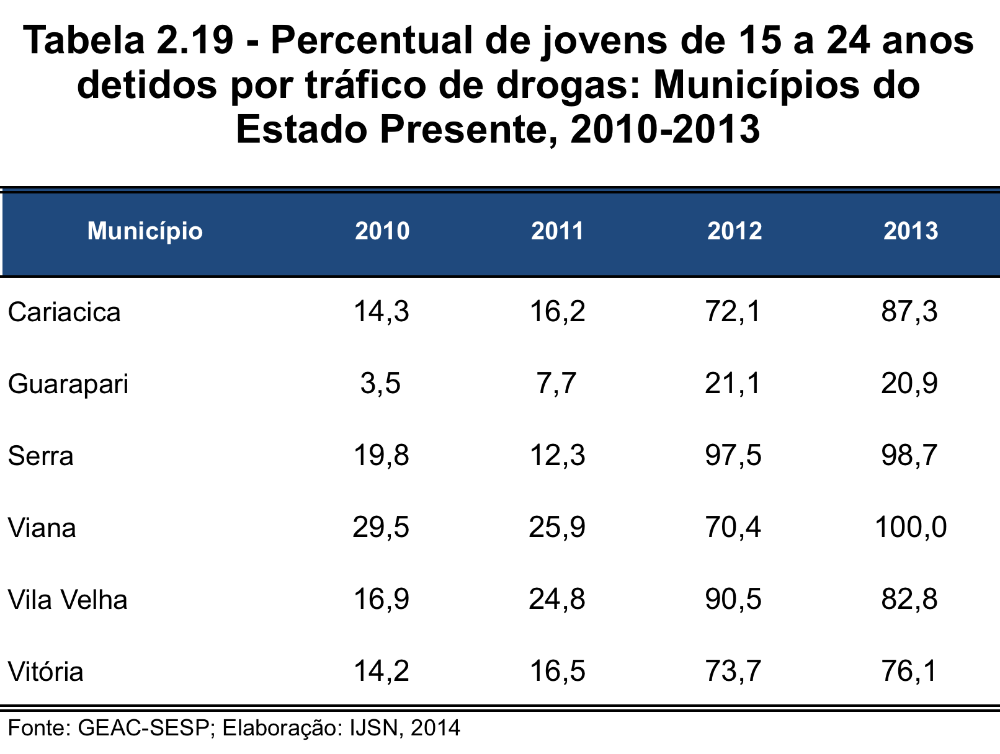 Tabela 2.19 - Percentual de jovens de 15 a 24 anos
detidos por tráfico de drogas: Municípios do
Estado Presente, 2010-2013
Município 2010 2011 2012 2013
Cariacica 14,3 16,2 72,1 87,3
Guarapari 3,5 7,7 21,1 20,9
Serra 19,8 12,3 97,5 98,7
Viana 29,5 25,9 70,4 100,0
Vila Velha 16,9 24,8 90,5 82,8
Vitória 14,2 16,5 73,7 76,1
Fonte: GEAC-SESP; Elaboração: IJSN, 2014